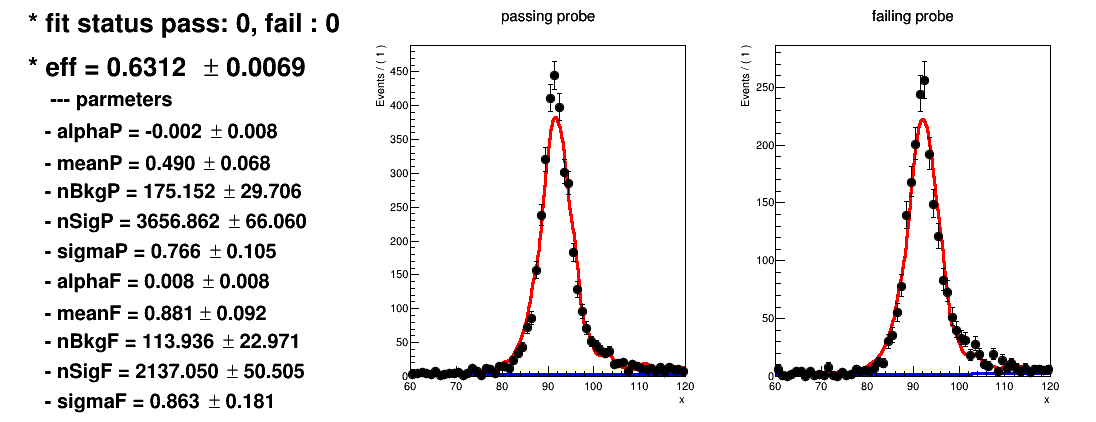 * fit status pass: 0, fail : 0
* eff = 0.6312 ± 0.0069
--- parmeters
- alphaP = -0.002 ± 0.008
- meanP = 0.490 ± 0.068
- nBkgP = 175.152 ± 29.706
- nSigP = 3656.862 ± 66.060
- sigmaP = 0.766 ± 0.105
- alphaF = 0.008 ± 0.008
- meanF = 0.881 ± 0.092
- nBkgF = 113.936 ± 22.971
- nSigF = 2137.050 ± 50.505
- sigmaF = 0.863 ± 0.181
passing probe
Events / ( 1 )
450
400
350
300
250
200
150
100
50
0
60 70 80 90 100 110 120
x
failing probe
Events / ( 1 )
250
200
150
100
50
0
60 70 80 90 100 110 120
x